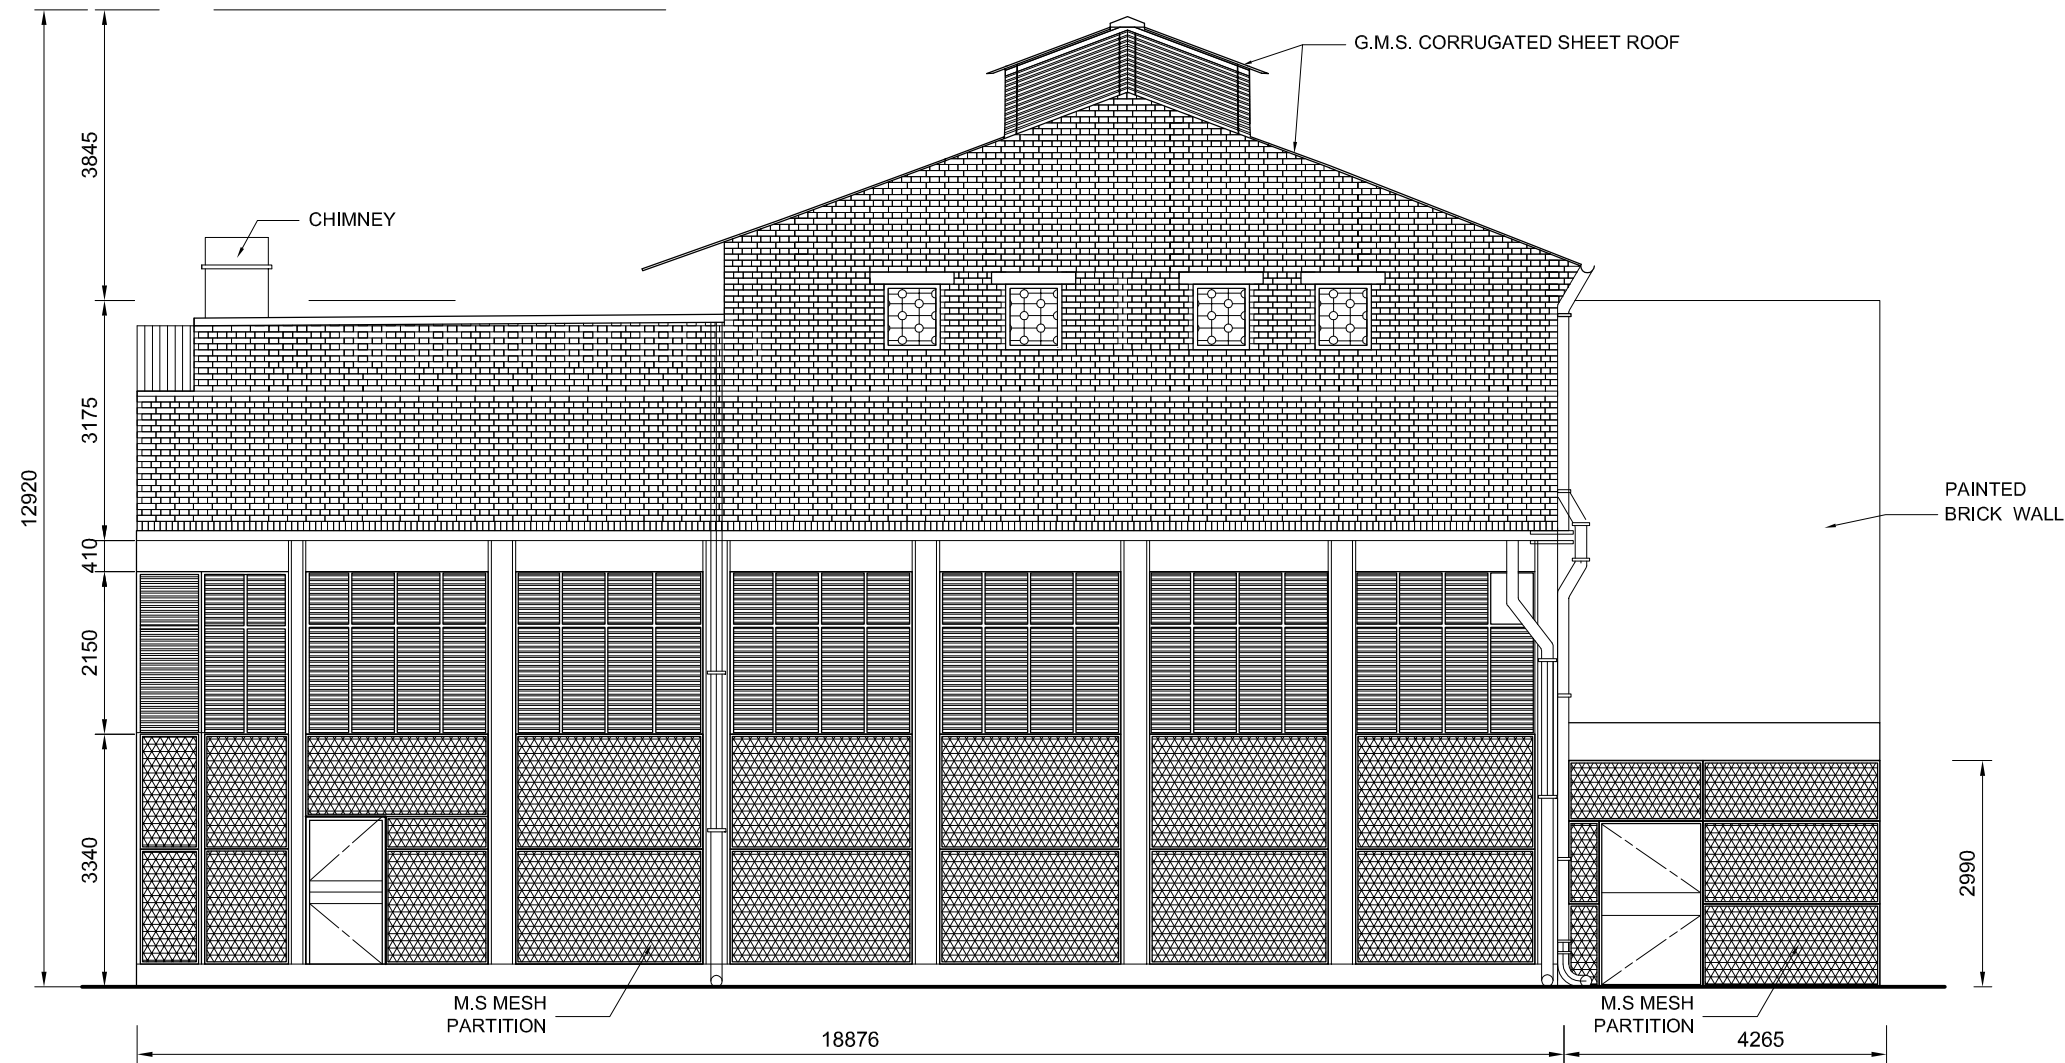 G.M.S. CORRUGATED SHEET ROOF
3845
CHIMNEY
3175
12920
PAINTED
BRICK WALL
410
2150
3340
2990
M.S MESH
PARTITION
M.S MESH
PARTITION
18876
4265